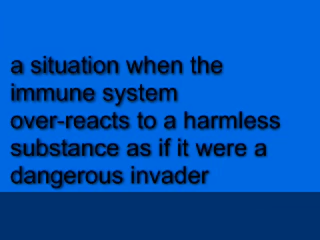 a situation when the
immune system
over-reacts to a harmless
substance as if it were a
dangerous invader